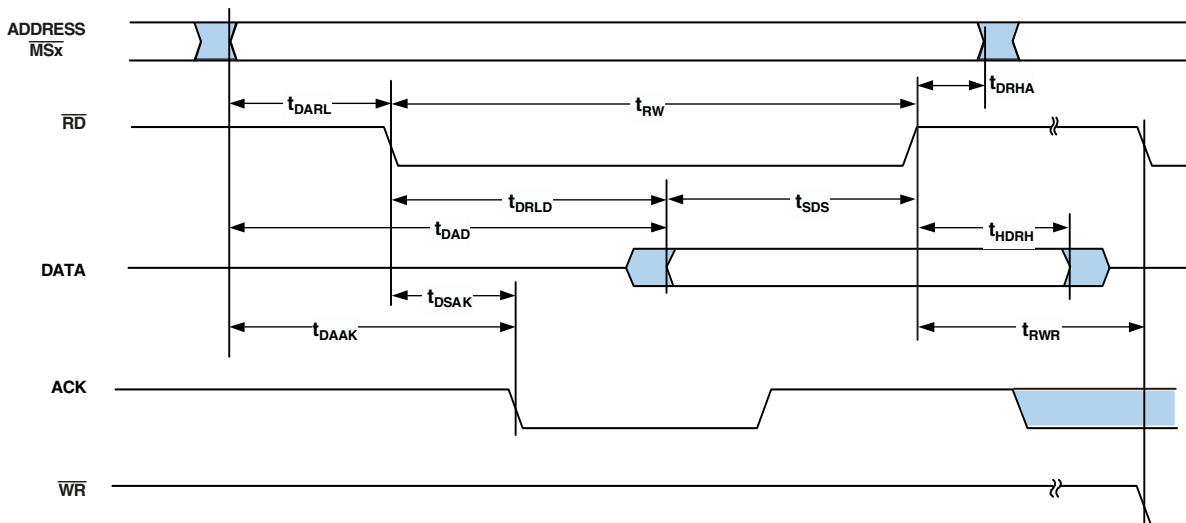 ADDRESS
MSx
tDARL
tRW
tDRHA
RD
tDRLD
tSDS
tDAD
tHDRH
DATA
tDSAK
tDAAK
tRWR
ACK
WR